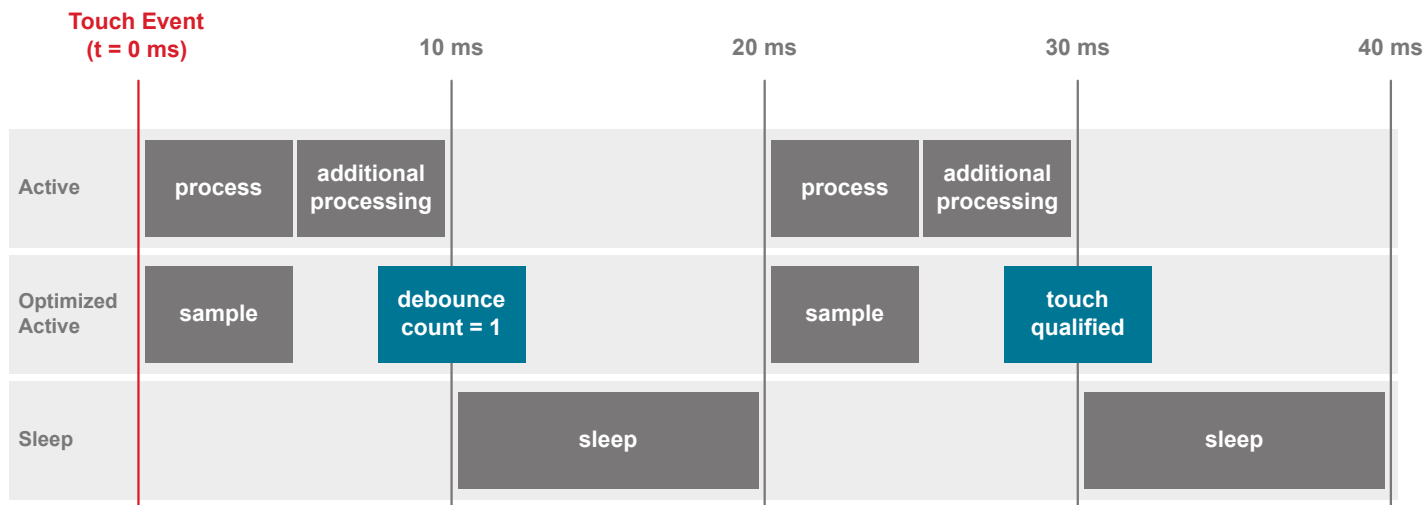 Touch Event
(t = 0 ms)
10 ms
20 ms
30 ms
40 ms
Active
process
additional
processing
process
additional
processing
Optimized
Active
sample
debounce
count = 1
sample
touch
qualified
Sleep
sleep
sleep